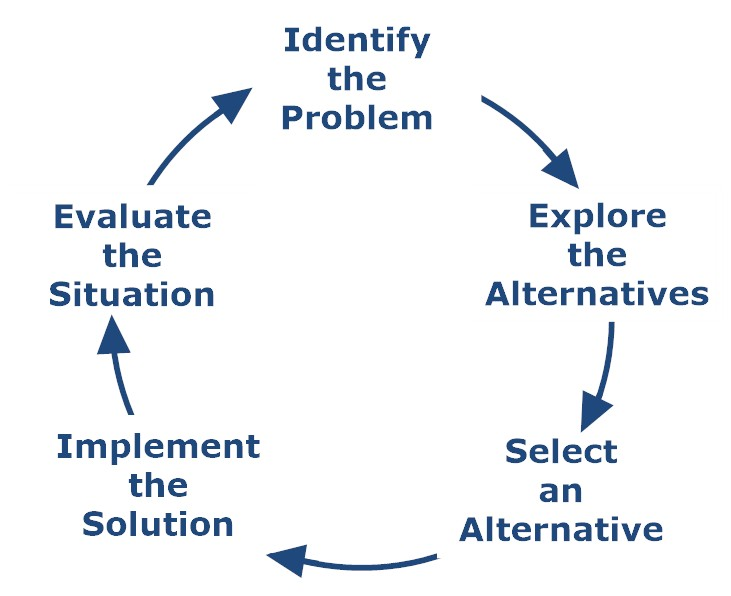 Identify
the
Problem
Explore
the
Alternatives
Select
an
Alternative
Implement
the
Solution
Evaluate
the
Situation